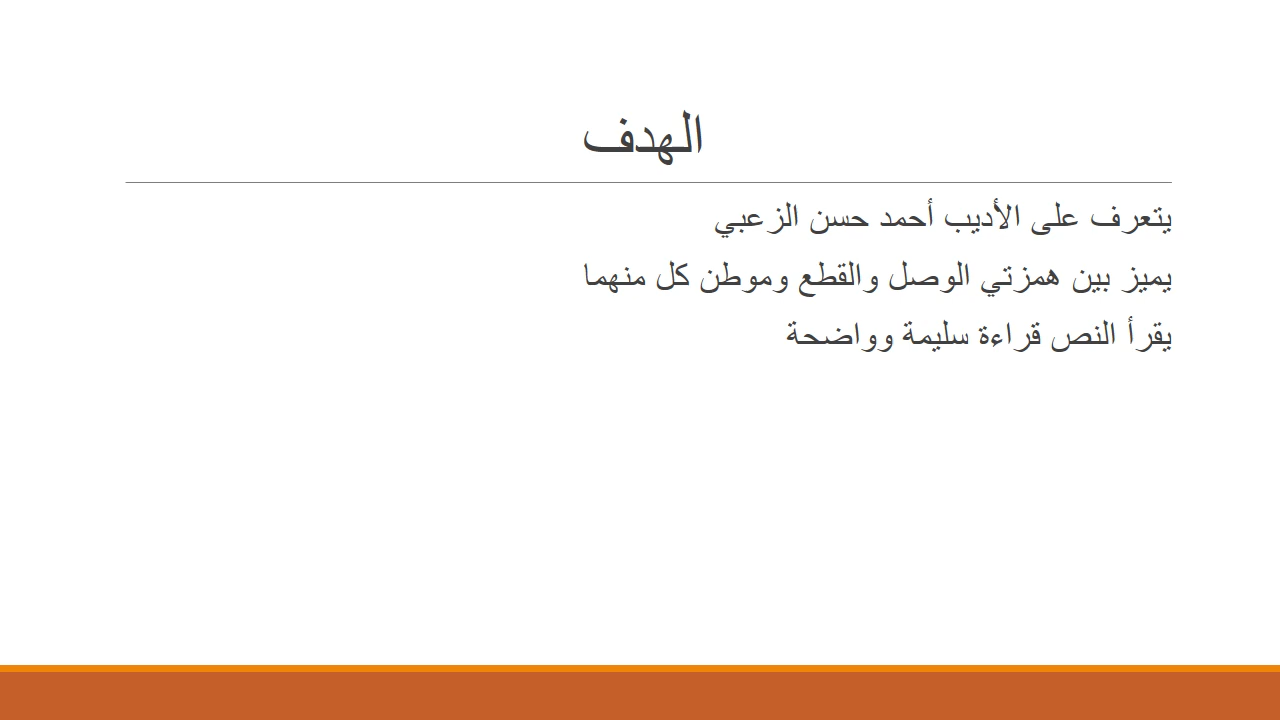 الهدف
يتعرف على الأديب أحمد حسن الزعبي
يميز بين همزتي الوصل والقطع وموطن كل منهما
يقرأ النص قراءة سليمة وواضحة